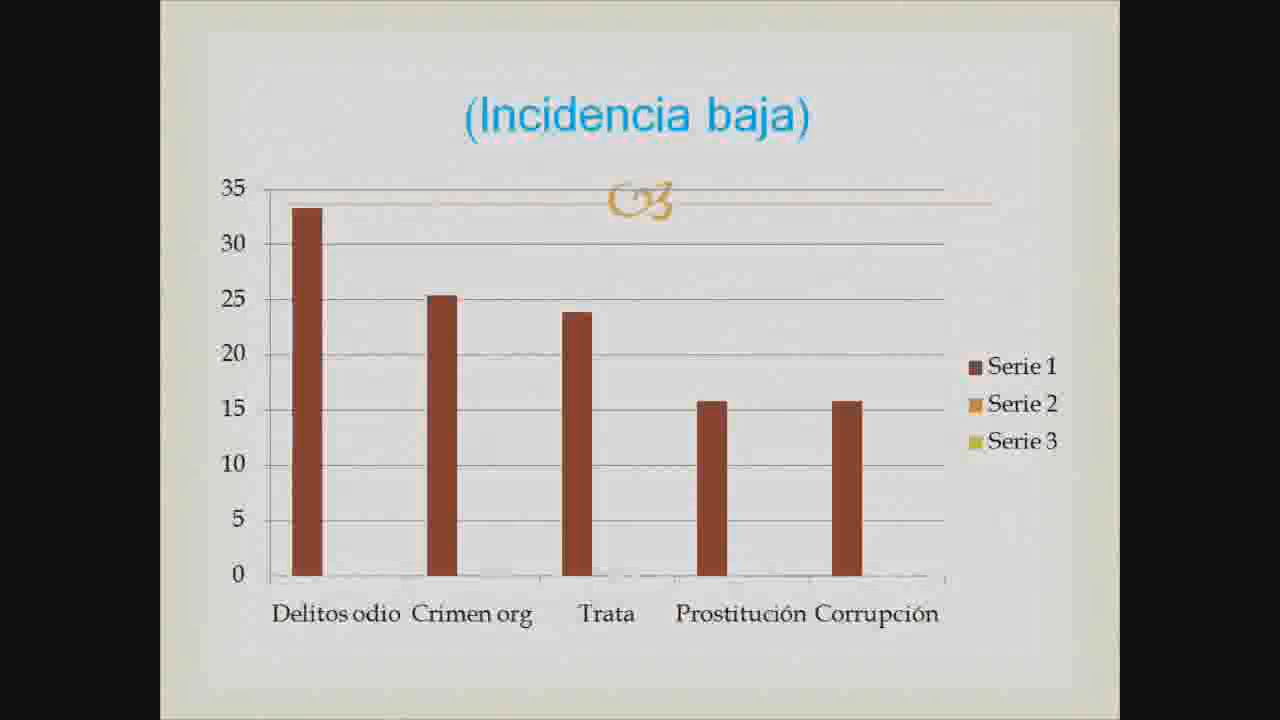 (Incidencia baja)
35
30
25
20
15
10
5
0
Delitos odio Crimen org Trata Prostitución Corrupción
Serie 1
Serie 2
Serie 3